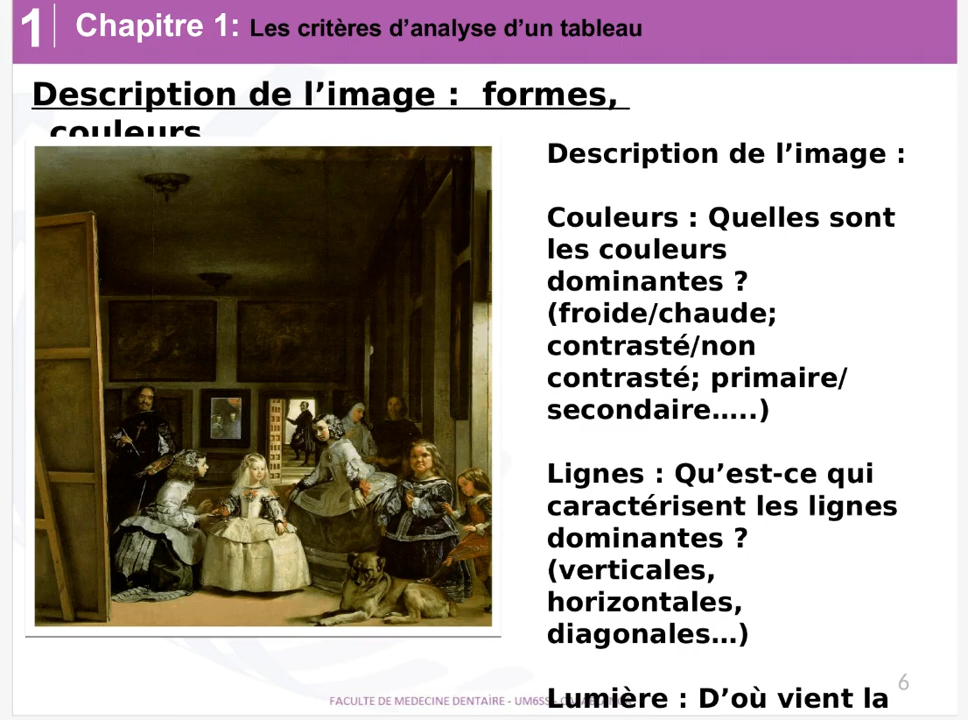 1 Chapitre 1: Les critères d’analyse d’un tableau
Description de l’image :  formes,
couleurs
Description de l’image :
Couleurs : Quelles sont
les couleurs
dominantes ?
(froide/chaude;
contrasté/non
contrasté; primaire/
secondaire…..)
Lignes : Qu’est-ce qui
caractérisent les lignes
dominantes ?
(verticales,
horizontales,
diagonales…)
6
Lumière : D’où vient la
FACULTE DE MEDECINE DENTAIRE - UM6SS -